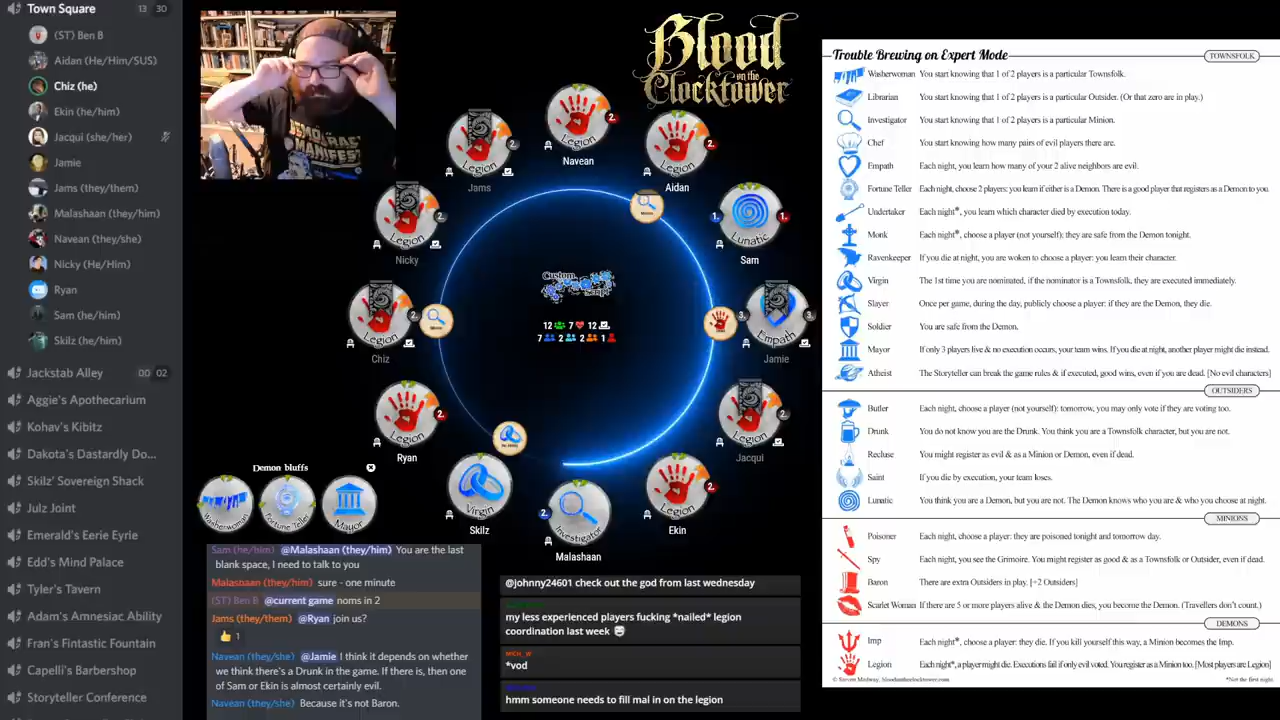 Town Square
13 30
(ST) Ben B
Aidan (He/Him/SUS)
Chiz (he)
Ekin (he/him)
Jacqui (she/her)
Jamie
Jams (they/them)
Malashaan (they/him)
Navean (they/she)
Nicky (He/Him)
Ryan
Sam (he/him)
Skilz (he/him)
Jackstab Alley
00 02
Aggie's Apothecarium
Kohav's Kibitz
Dakota's Dastardly Do...
Skilz' Sovereign Shack
Julz Joint
Emerald's Eerie Eyrie
Tyler's Tavern
Adam's Amnesiac Ability
Evin's Fearless Fountain
Capelli's Bishopshop
Storyteller Conference
Blood
on the
Clocktower
Legion
2.
Navean
Legion
2.
Aidan
Lunatic
1.
1.
Sam
Empath
3.
3.
Jamie
Legion
2.
Jacqui
Legion
2.
Ekin
Investigator
2.
Malashaan
Virgin
Skilz
Legion
2.
Ryan
Legion
2.
Chiz
Legion
2.
Nicky
Legion
2.
Jams
Custom
Script
12 7 12
7 2 2 1
Demon bluffs
Washerwoman
Fortune Teller
Mayor
Sam (he/him) @Malashaan (they/him) You are the last
blank space, I need to talk to you
Malashaan (they/him) sure - one minute
(ST) Ben B @current game noms in 2
Jams (they/them) @Ryan join us?
1
Navean (they/she) @Jamie I think it depends on whether
we think there's a Drunk in the game. If there is, then one
of Sam or Ekin is almost certainly evil.
Navean (they/she) Because it's not Baron.
@johnny24601 check out the god from last wednesday
my less experienced players fucking *nailed* legion
coordination last week
*vod
hmm someone needs to fill mal in on the legion
Trouble Brewing on Expert Mode
TOWNSFOLK
Washerwoman You start knowing that 1 of 2 players is a particular Townsfolk.
Librarian You start knowing that 1 of 2 players is a particular Outsider. (Or that zero are in play.)
Investigator You start knowing that 1 of 2 players is a particular Minion.
Chef You start knowing how many pairs of evil players there are.
Empath Each night, you learn how many of your 2 alive neighbors are evil.
Fortune Teller Each night, choose 2 players: you learn if either is a Demon. There is a good player that registers as a Demon to you.
Undertaker Each night*, you learn which character died by execution today.
Monk Each night*, choose a player (not yourself): they are safe from the Demon tonight.
Ravenkeeper If you die at night, you are woken to choose a player: you learn their character.
Virgin The 1st time you are nominated, if the nominator is a Townsfolk, they are executed immediately.
Slayer Once per game, during the day, publicly choose a player: if they are the Demon, they die.
Soldier You are safe from the Demon.
Mayor If only 3 players live & no execution occurs, your team wins. If you die at night, another player might die instead.
Atheist The Storyteller can break the game rules & if executed, good wins, even if you are dead. [No evil characters]
OUTSIDERS
Butler Each night, choose a player (not yourself): tomorrow, you may only vote if they are voting too.
Drunk You do not know you are the Drunk. You think you are a Townsfolk character, but you are not.
Recluse You might register as evil & as a Minion or Demon, even if dead.
Saint If you die by execution, your team loses.
Lunatic You think you are a Demon, but you are not. The Demon knows who you are & who you choose at night.
MINIONS
Poisoner Each night, choose a player: they are poisoned tonight and tomorrow day.
Spy Each night, you see the Grimoire. You might register as good & as a Townsfolk or Outsider, even if dead.
Baron There are extra Outsiders in play. [+2 Outsiders]
Scarlet Woman If there are 5 or more players alive & the Demon dies, you become the Demon. (Travellers don't count.)
DEMONS
Imp Each night*, choose a player: they die. If you kill yourself this way, a Minion becomes the Imp.
Legion Each night*, a player might die. Executions fail if only evil voted. You register as a Minion too. [Most players are Legion]
© Steven Medway, bloodontheclocktower.com
*Not the first night.